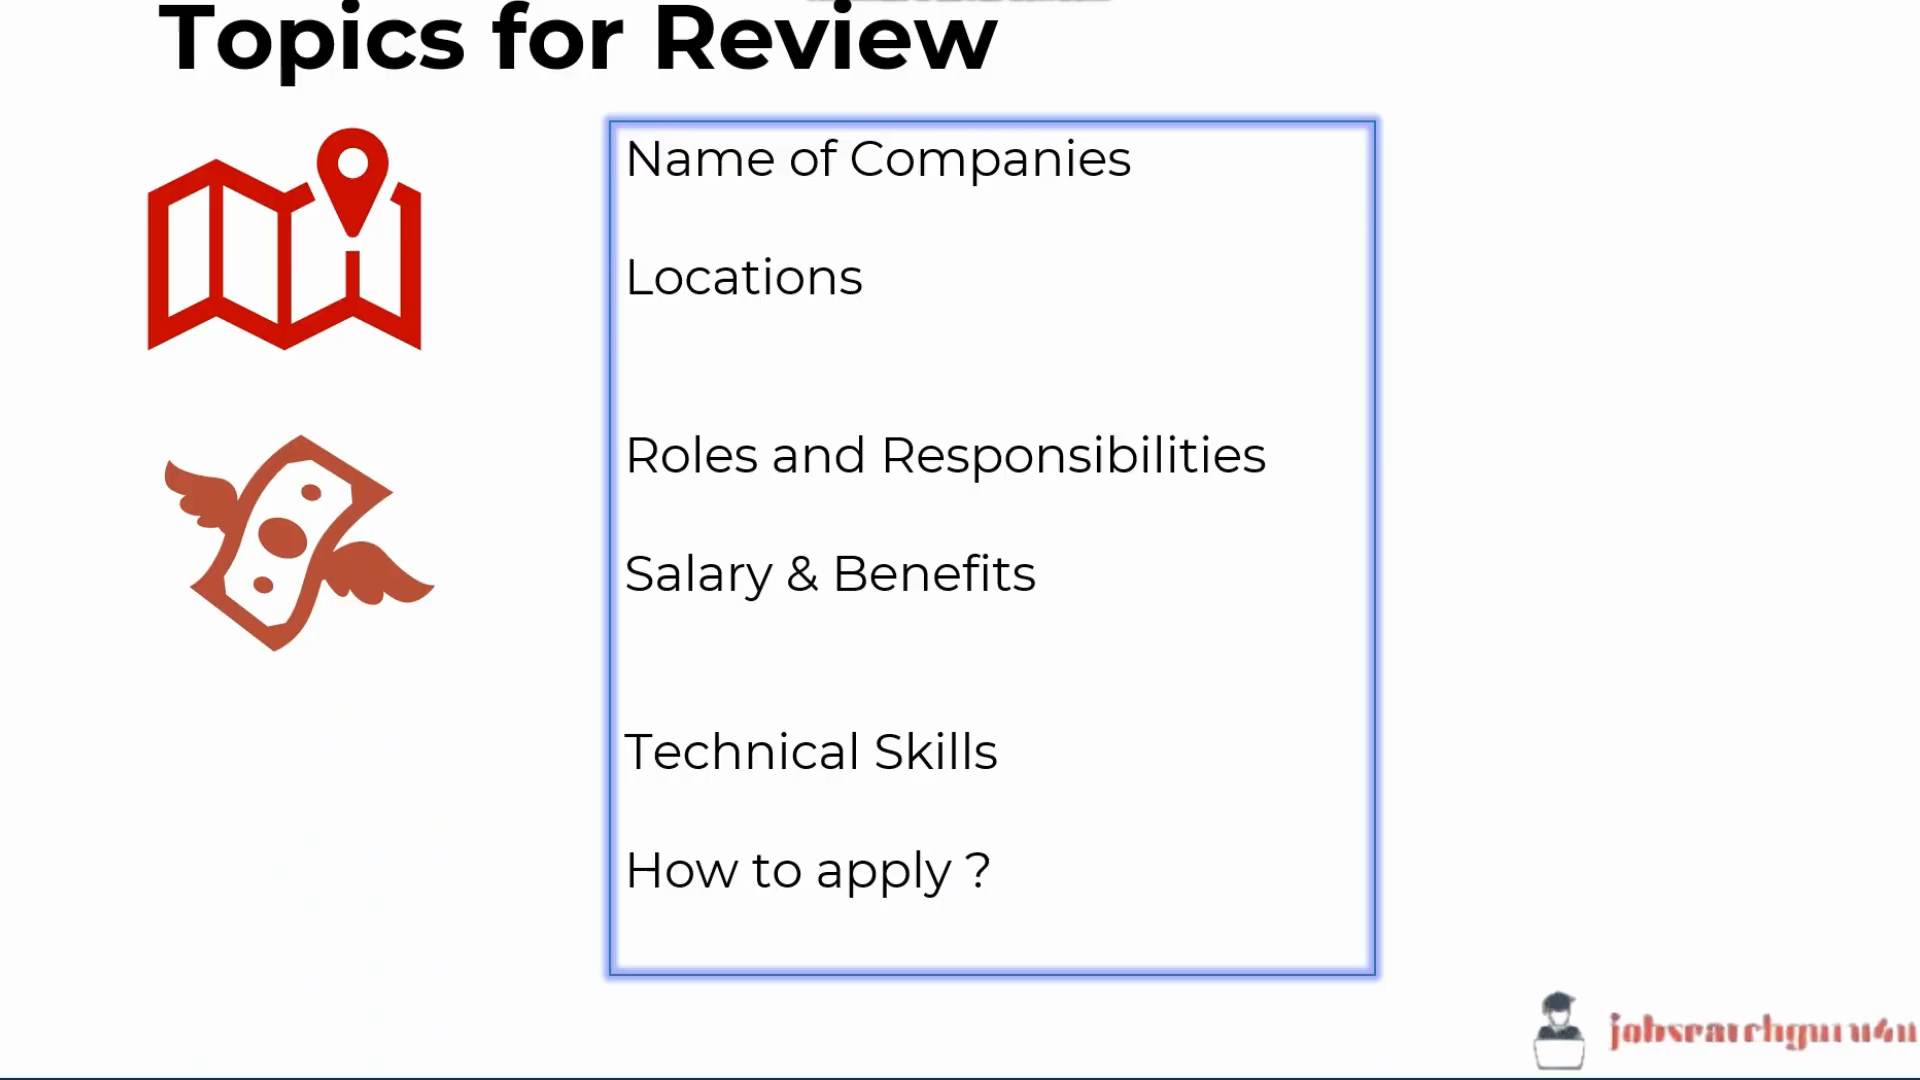 Topics for Review
Name of Companies
Locations
Roles and Responsibilities
Salary & Benefits
Technical Skills
How to apply ?